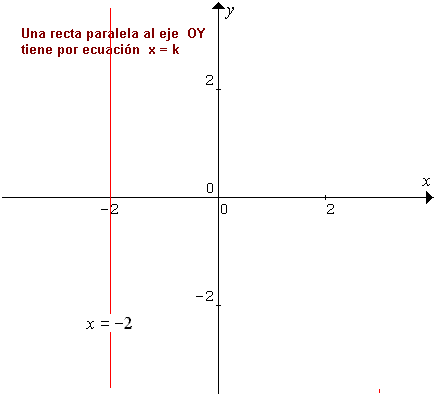 y
Una recta paralela al eje OY
tiene por ecuación x = k
2
0
x
-2
0
2
-2
x = −2